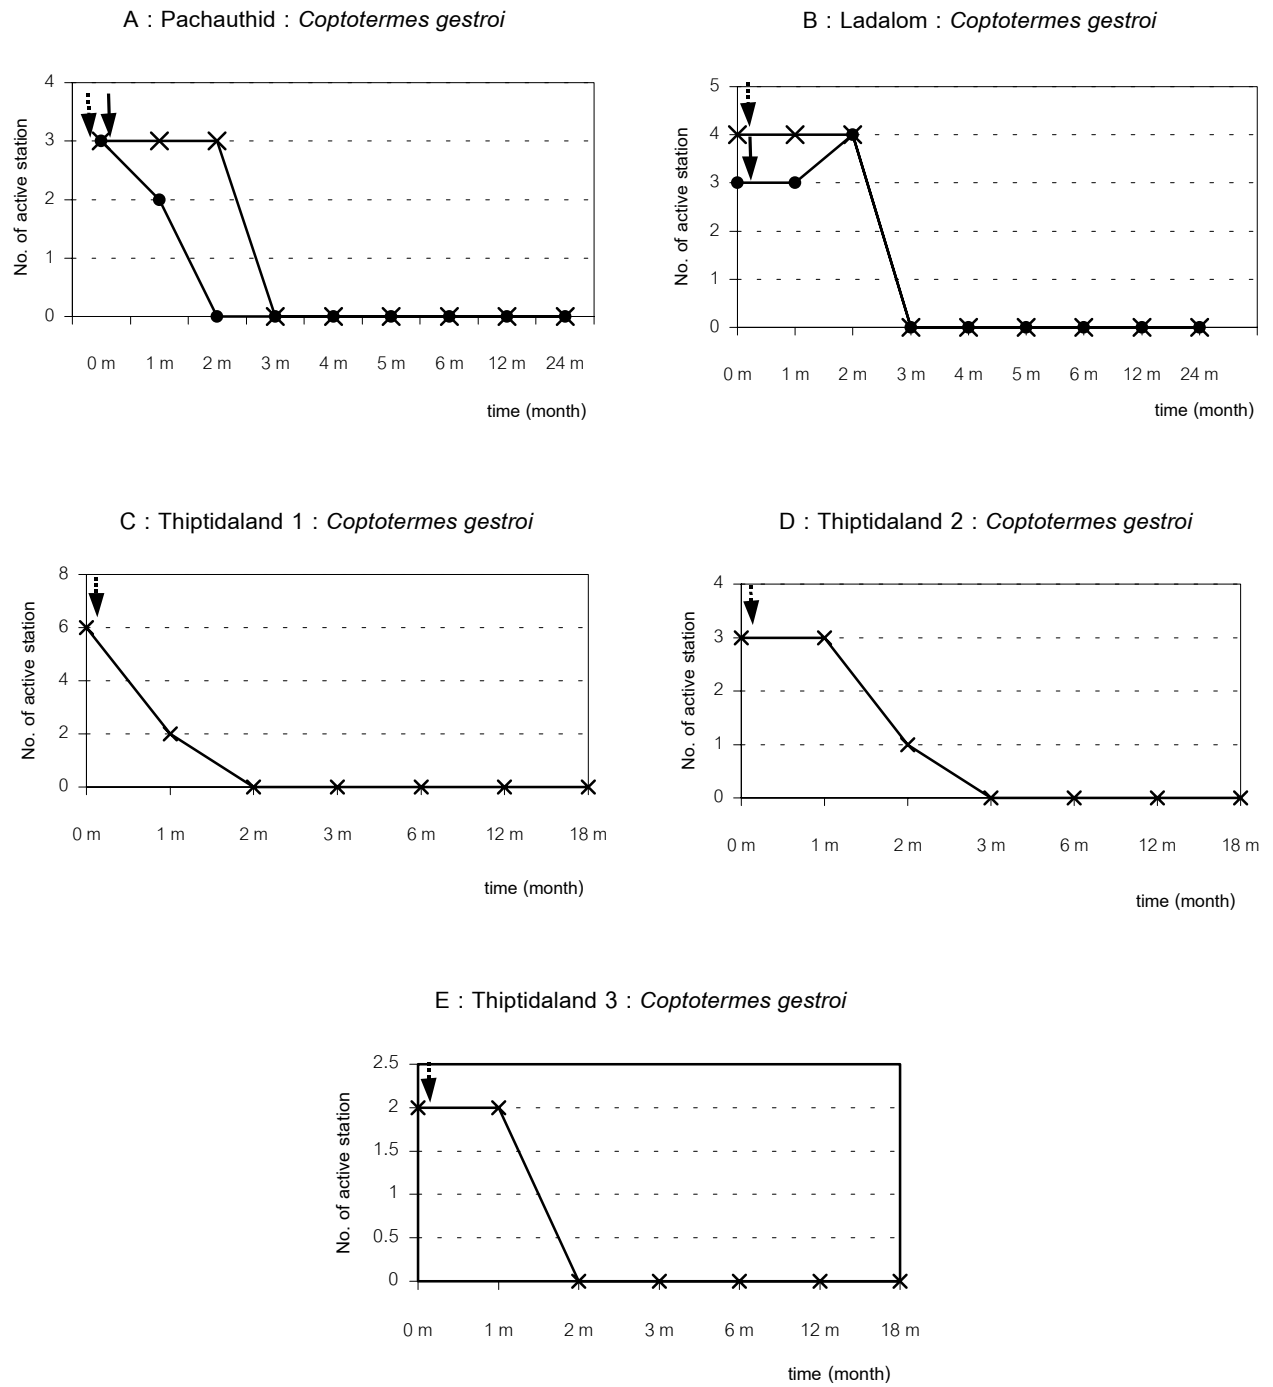 A : Pachauthid : Coptotermes gestroi
No. of active station
4
3
2
1
0
0 m 1 m 2 m 3 m 4 m 5 m 6 m 12 m 24 m
time (month)
B : Ladalom : Coptotermes gestroi
No. of active station
5
4
3
2
1
0
0 m 1 m 2 m 3 m 4 m 5 m 6 m 12 m 24 m
time (month)
C : Thiptidaland 1 : Coptotermes gestroi
No. of active station
8
6
4
2
0
0 m 1 m 2 m 3 m 6 m 12 m 18 m
time (month)
D : Thiptidaland 2 : Coptotermes gestroi
No. of active station
4
3
2
1
0
0 m 1 m 2 m 3 m 6 m 12 m 18 m
time (month)
E : Thiptidaland 3 : Coptotermes gestroi
No. of active station
2.5
2
1.5
1
0.5
0
0 m 1 m 2 m 3 m 6 m 12 m 18 m
time (month)